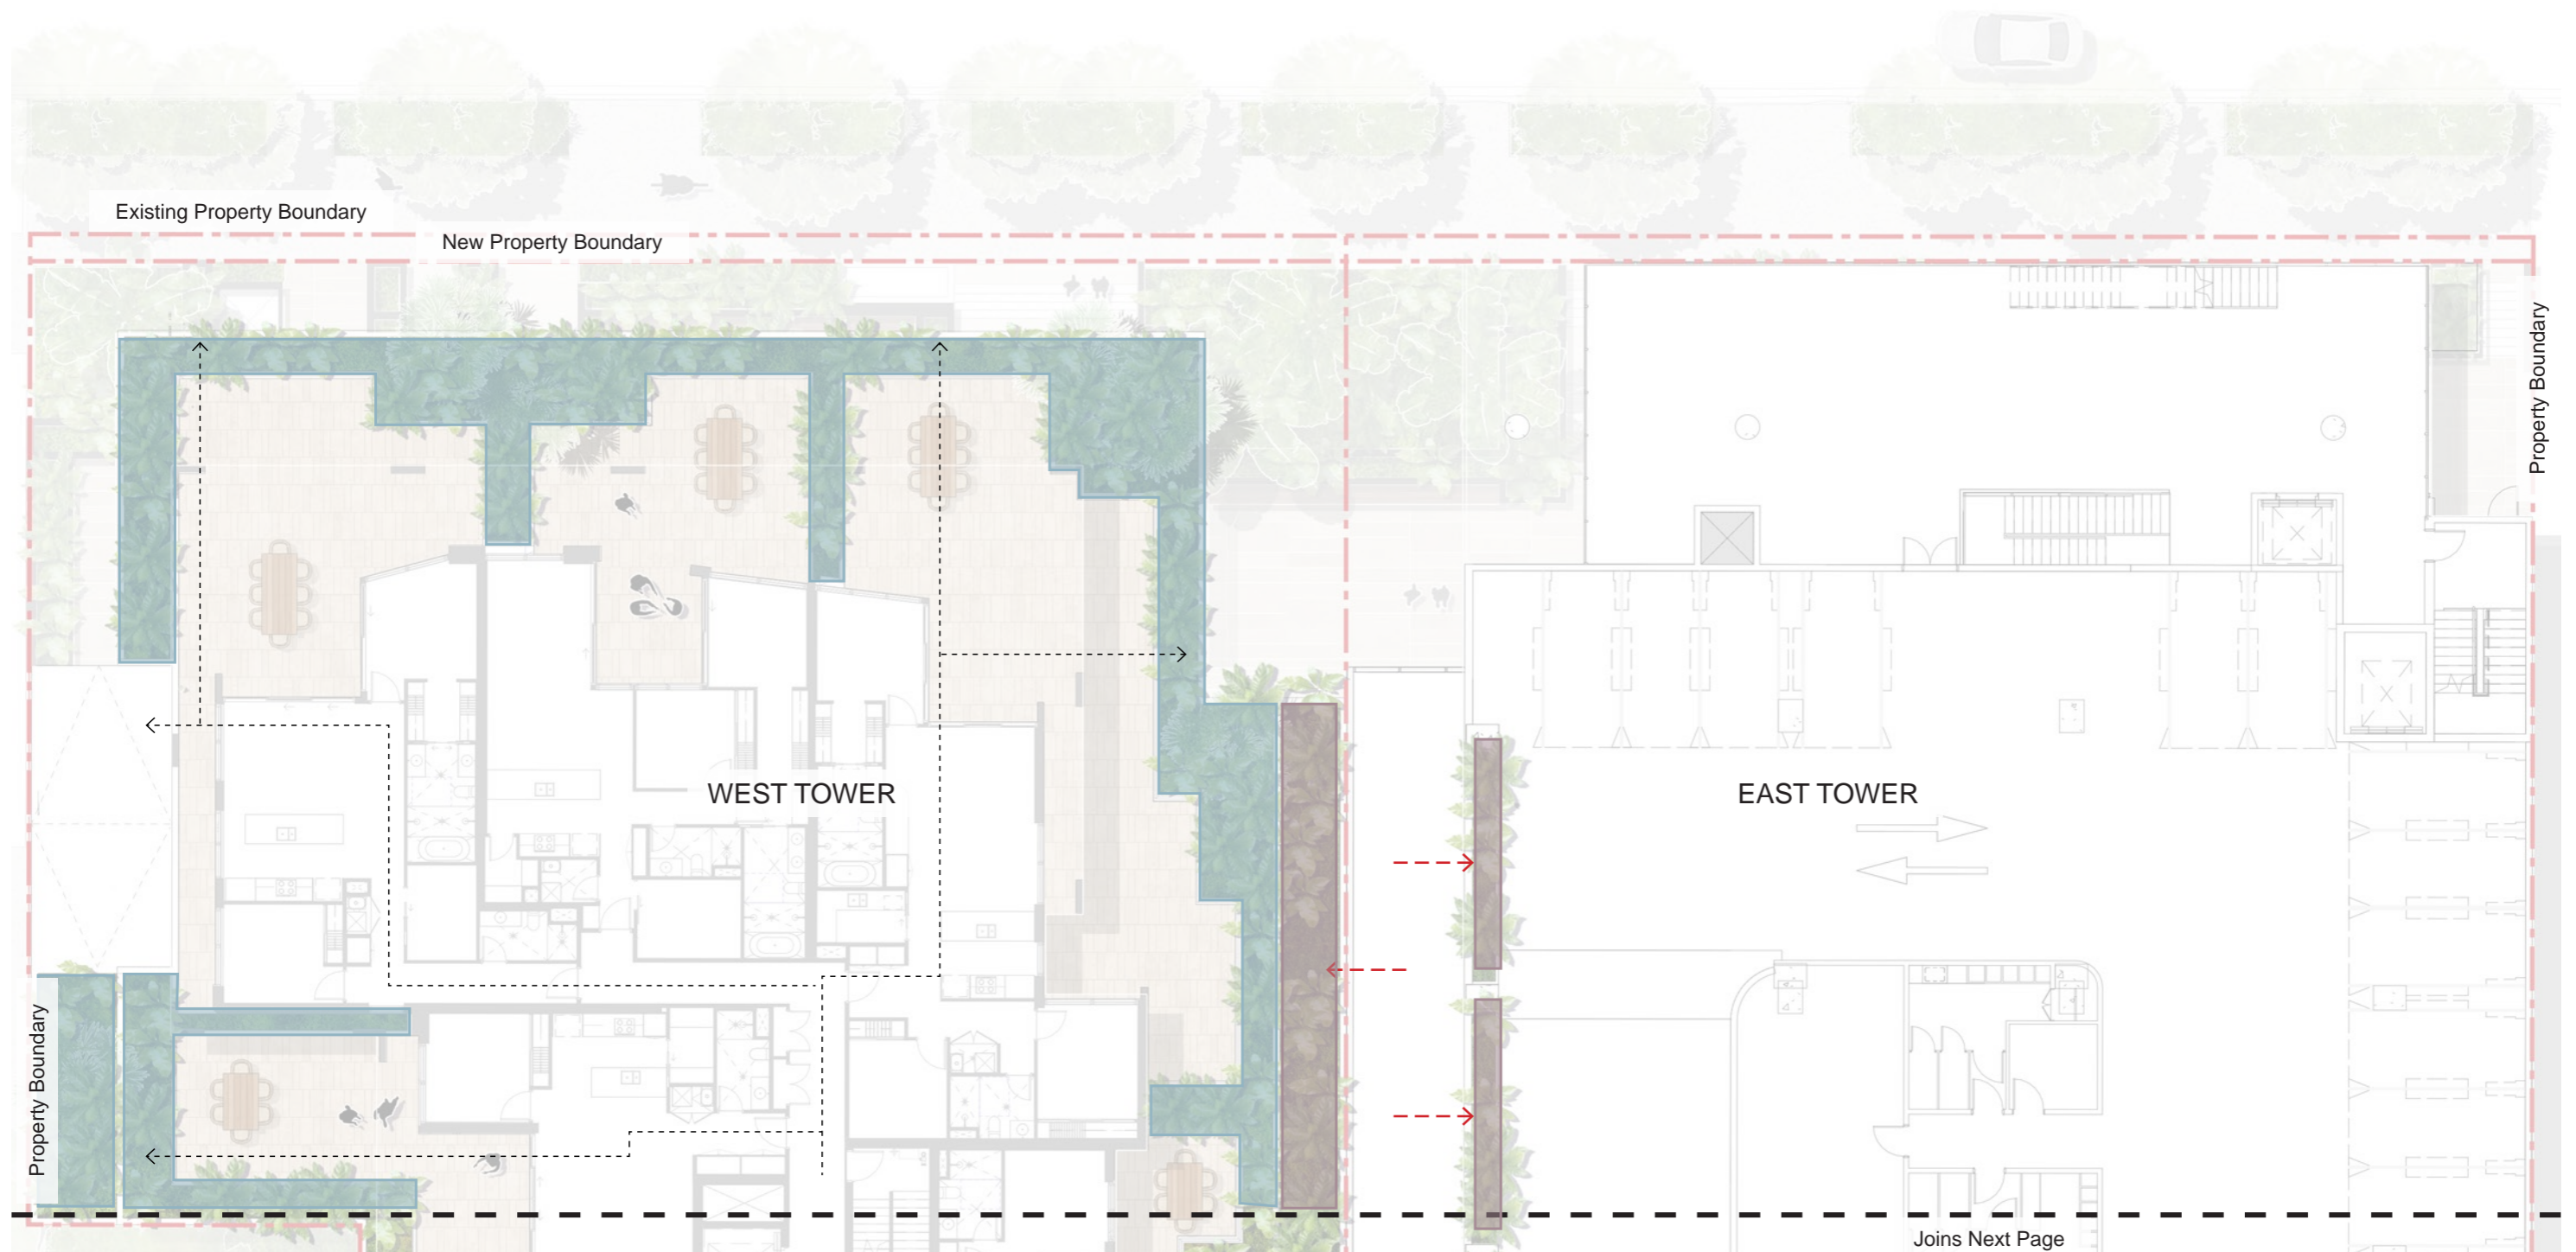 Existing Property Boundary
New Property Boundary
Property Boundary
WEST TOWER
EAST TOWER
Property Boundary
Joins Next Page